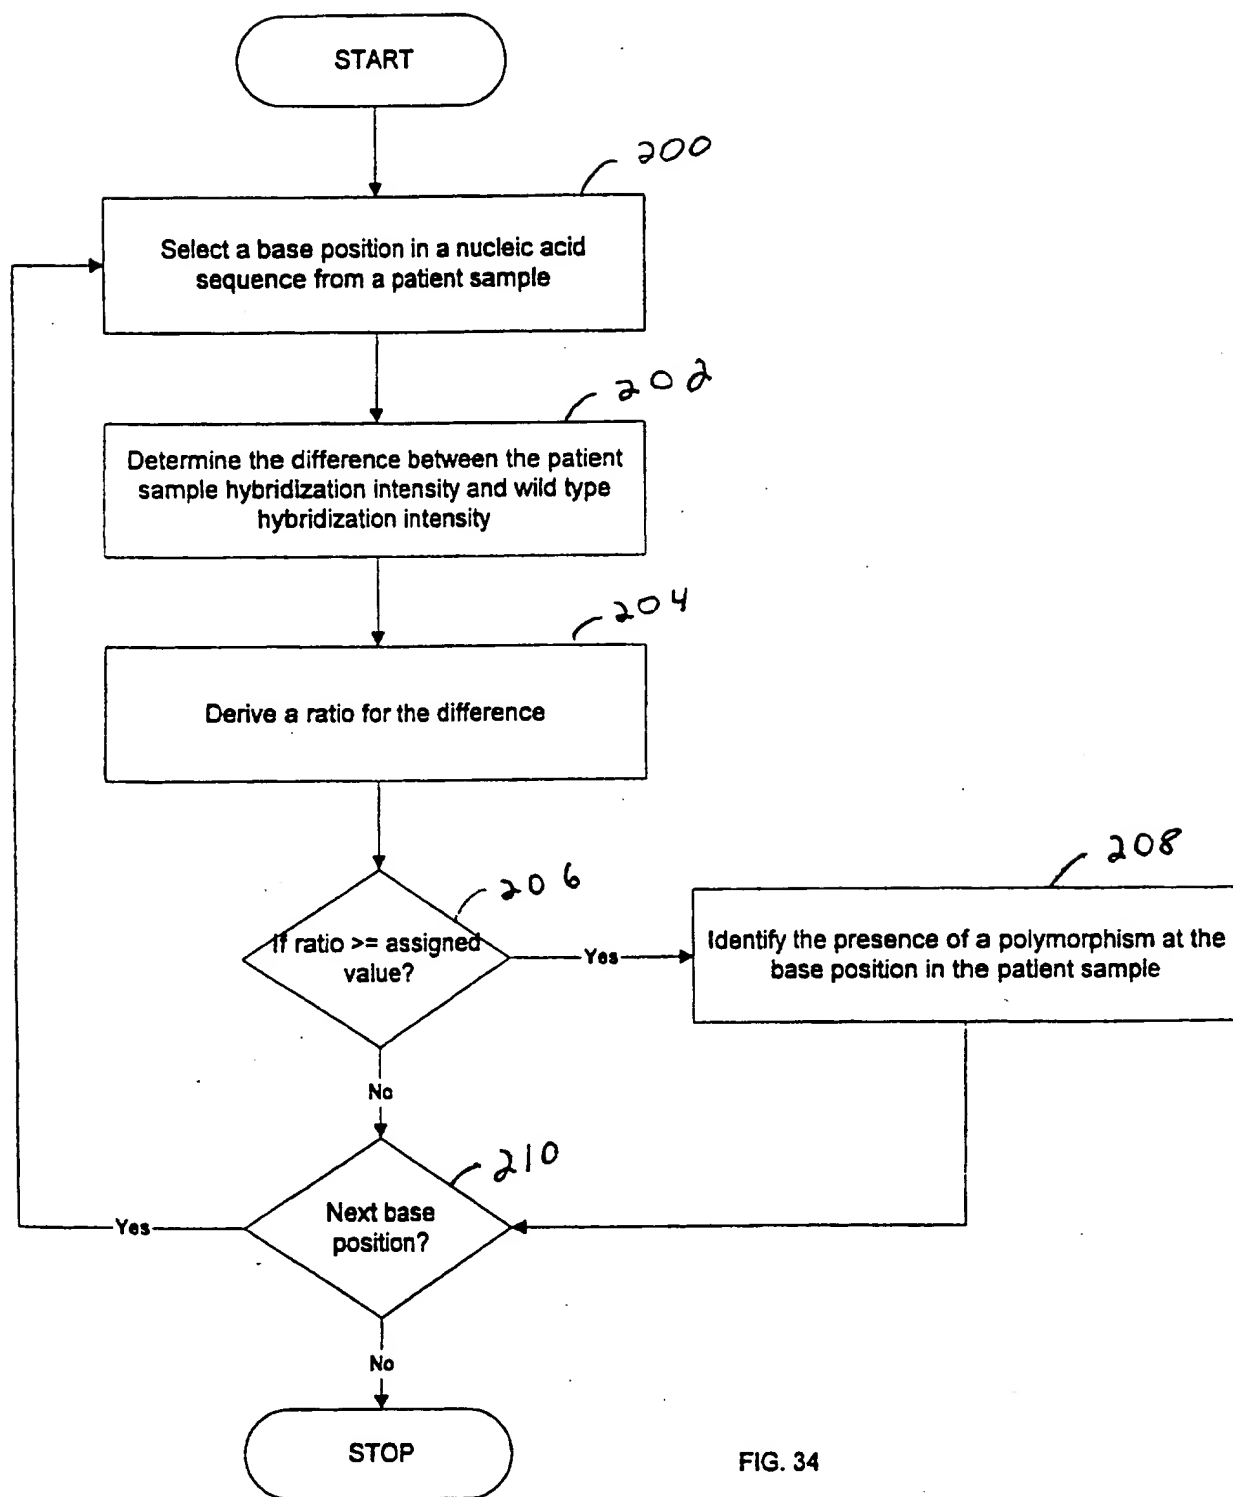 START
200
Select a base position in a nucleic acid
sequence from a patient sample
202
Determine the difference between the patient
sample hybridization intensity and wild type
hybridization intensity
204
Derive a ratio for the difference
206
If ratio >= assigned
value?
Yes
208
Identify the presence of a polymorphism at the
base position in the patient sample
No
210
Next base
position?
Yes
No
STOP
FIG. 34